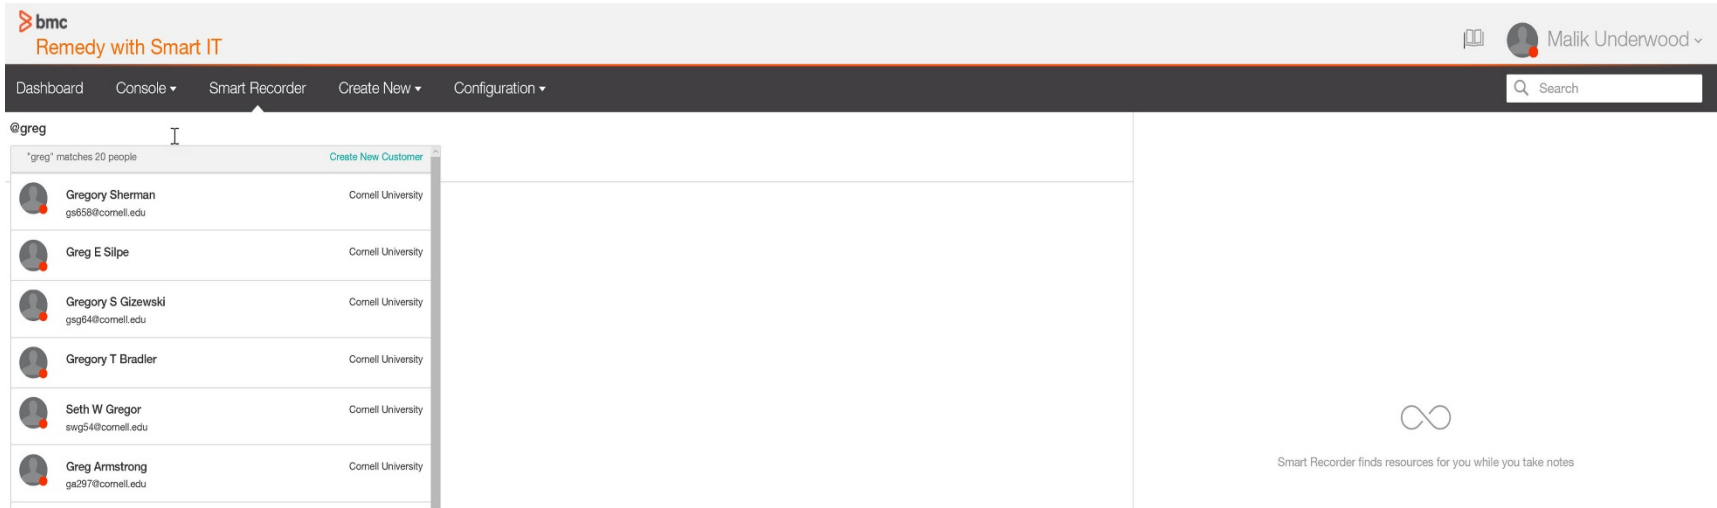 bmc
Remedy with Smart IT
Malik Underwood
Dashboard Console Smart Recorder Create New Configuration Search
@greg
"greg" matches 20 people Create New Customer
Gregory Sherman Cornell University
gs658@cornell.edu
Greg E Silpe Cornell University
Gregory S Gizewski Cornell University
gsg64@cornell.edu
Gregory T Bradler Cornell University
Seth W Gregor Cornell University
swg54@cornell.edu
Greg Armstrong Cornell University
ga297@cornell.edu
Smart Recorder finds resources for you while you take notes